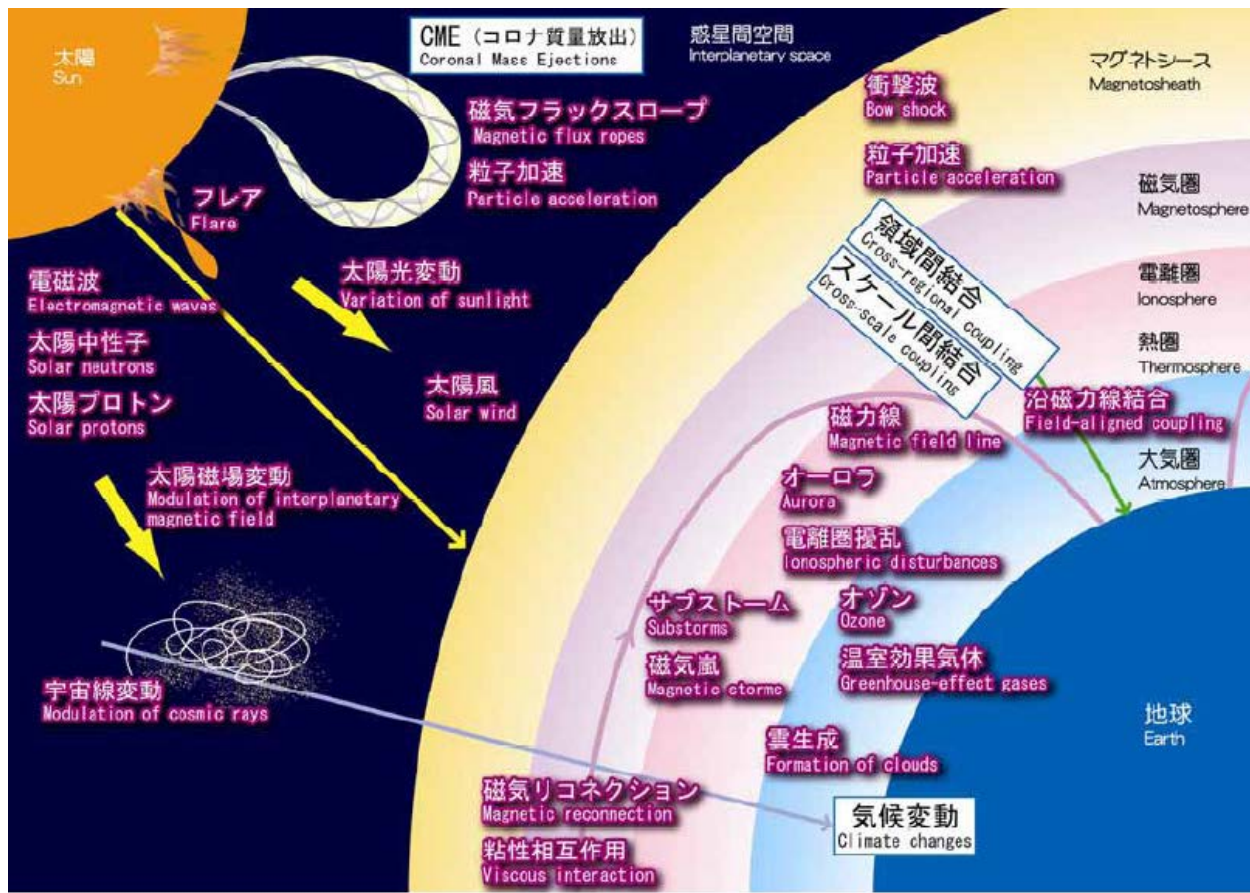 太陽
Sun
CME (コロナ質量放出)
Coronal Mass Ejections
惑星間空間
Interplanetary space
マグネトシース
Magnetosheath
衝撃波
Bow shock
磁気フラックスロープ
Magnetic flux ropes
粒子加速
Particle acceleration
粒子加速
Particle acceleration
磁気圏
Magnetosphere
フレア
Flare
領域間結合
Cross-regional coupling
スケール間結合
Cross-scale coupling
電磁波
Electromagnetic waves
太陽光変動
Variation of sunlight
電離圏
Ionosphere
太陽中性子
Solar neutrons
熱圏
Thermosphere
太陽プロトン
Solar protons
太陽風
Solar wind
磁力線
Magnetic field line
沿磁力線結合
Field-aligned coupling
大気圏
Atmosphere
太陽磁場変動
Modulation of interplanetary
magnetic field
オーロラ
Aurora
電離圏擾乱
Ionospheric disturbances
サブストーム
Substorms
オゾン
Ozone
磁気嵐
Magnetic storms
温室効果気体
Greenhouse-effect gases
宇宙線変動
Modulation of cosmic rays
地球
Earth
雲生成
Formation of clouds
磁気リコネクション
Magnetic reconnection
気候変動
Climate changes
粘性相互作用
Viscous interaction